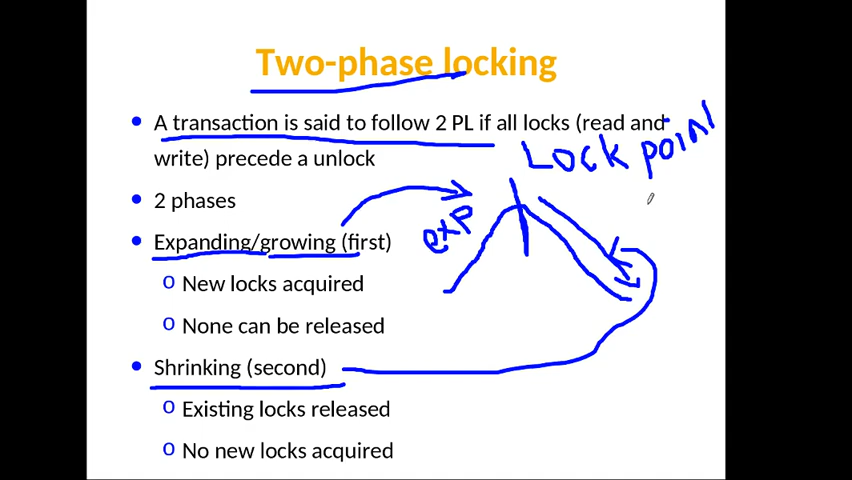 Two-phase locking
• A transaction is said to follow 2 PL if all locks (read and
write) precede a unlock
Lock point
• 2 phases
exp
• Expanding/growing (first)
o New locks acquired
o None can be released
• Shrinking (second)
o Existing locks released
o No new locks acquired